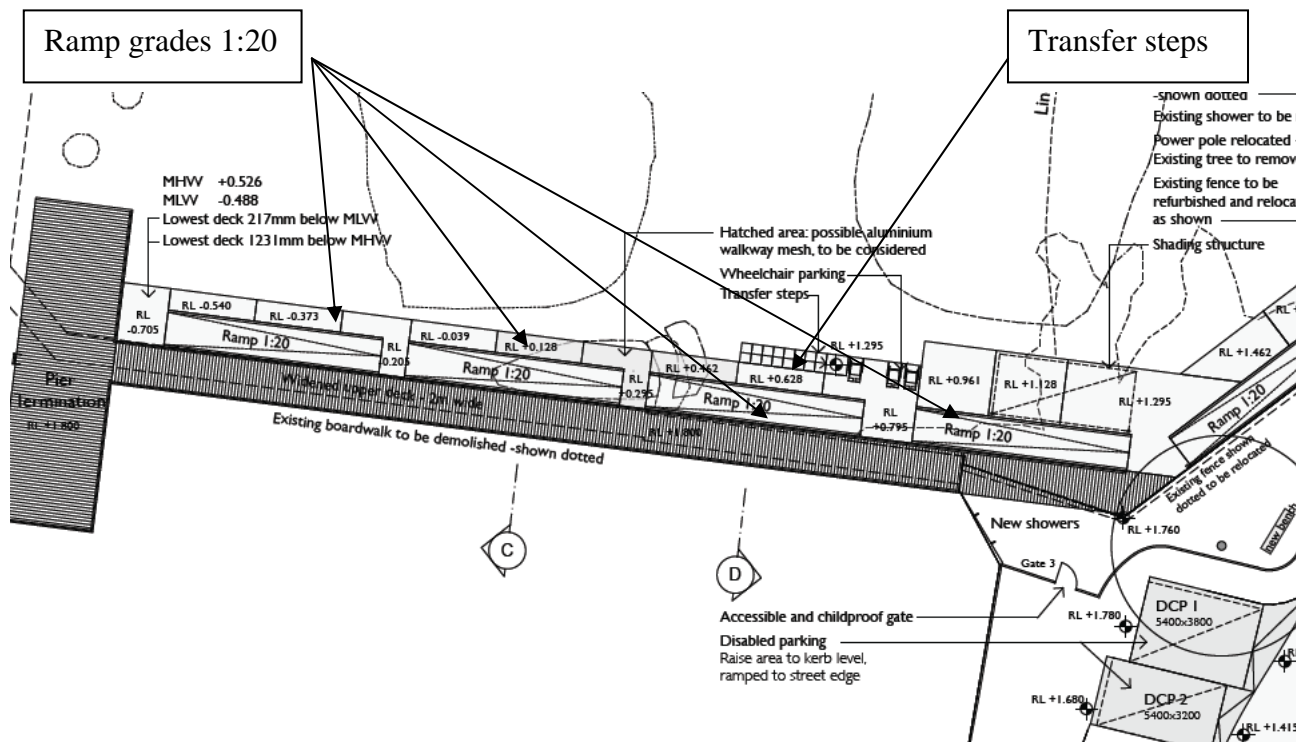 Ramp grades 1:20
Transfer steps
-shown dotted
Existing shower to be
Power pole relocated
Existing tree to remov
Existing fence to be
refurbished and reloca
as shown
Shading structure
Lin
MHW +0.526
MLW -0.488
Lowest deck 217mm below MLW
Lowest deck 1231mm below MHW
Hatched area: possible aluminium
walkway mesh, to be considered
Wheelchair parking
Transfer steps
RL +1.295
RL
-0.705
RL -0.540
RL -0.373
RL
-0.205
RL -0.039
RL +0.128
RL
+0.295
RL +0.462
RL +0.628
RL
+0.795
RL +0.961
RL +1.128
RL +1.295
RL +1.462
Ramp 1:20
Ramp 1:20
Ramp 1:20
Ramp 1:20
Ramp 1:20
Pier
Termination
RL +1.800
Widened upper deck - 2m wide
RL +1.800
Existing boardwalk to be demolished -shown dotted
Existing fence shown
dotted to be relocated
New showers
RL +1.760
new bench
Gate 3
C
D
Accessible and childproof gate
Disabled parking
Raise area to kerb level,
ramped to street edge
RL +1.780
DCP 1
5400x3800
RL +1.680
DCP 2
5400x3200
RL +1.415